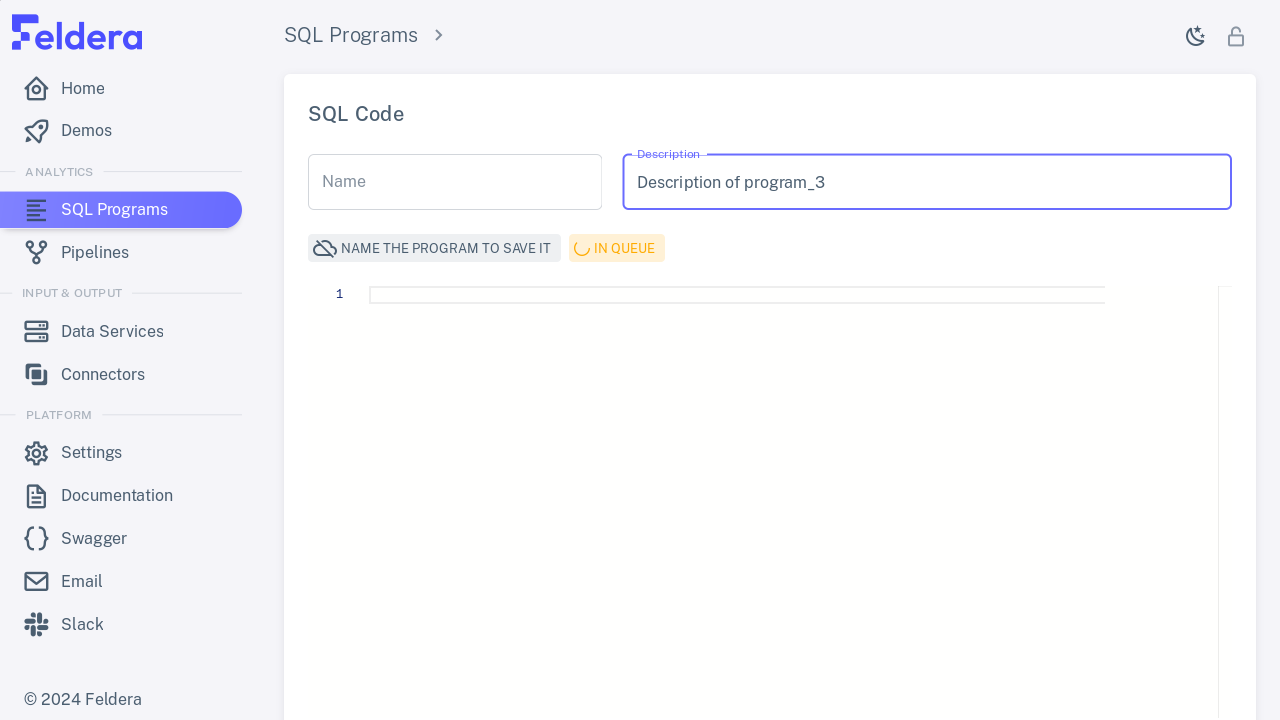 Feldera
SQL Programs
Home
Demos
ANALYTICS
SQL Programs
Pipelines
INPUT & OUTPUT
Data Services
Connectors
PLATFORM
Settings
Documentation
Swagger
Email
Slack
© 2024 Feldera
SQL Code
Name
Description
Description of program_3
NAME THE PROGRAM TO SAVE IT
IN QUEUE
1